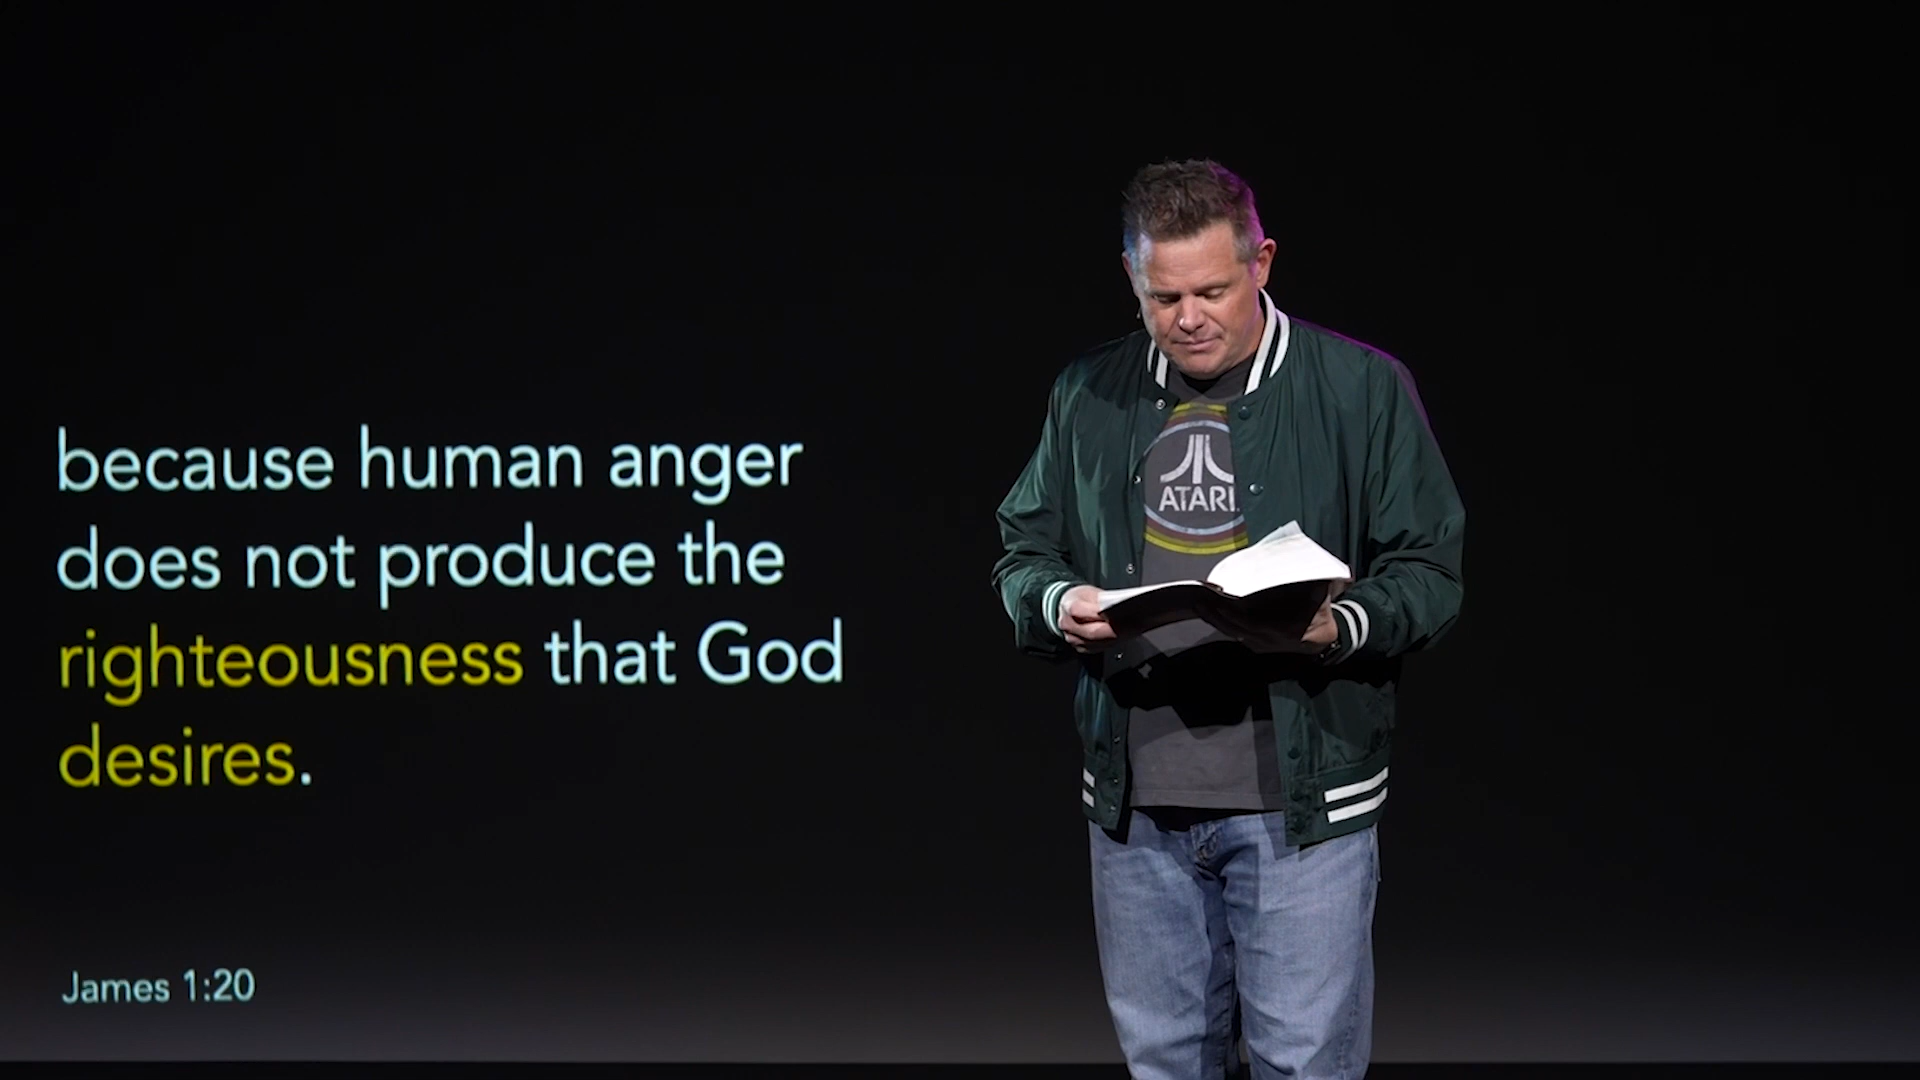 because human anger
does not produce the
righteousness that God
desires.
James 1:20
ATARI